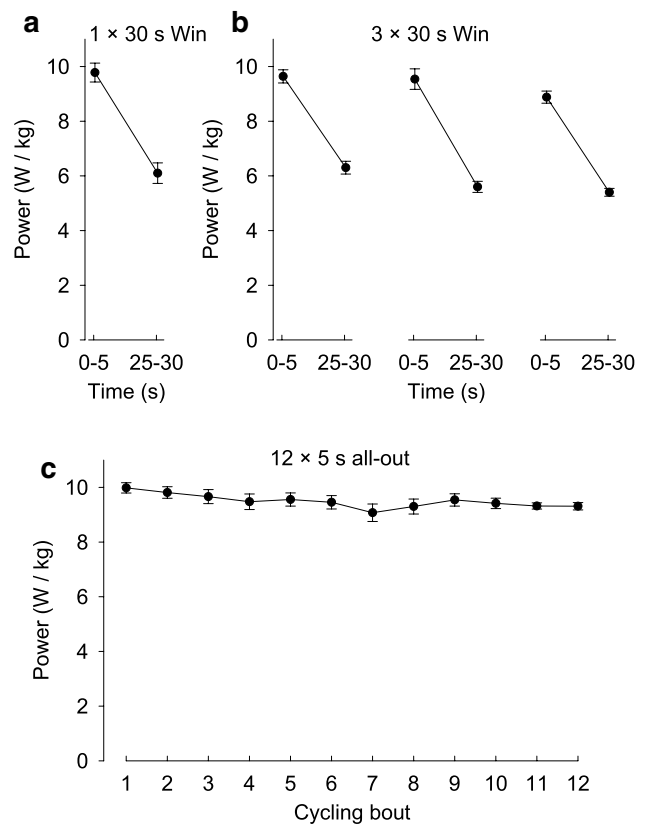 a
1 × 30 s Win
b
3 × 30 s Win
Power (W / kg)
10
8
6
4
2
0
0-5 25-30
Time (s)
Power (W / kg)
10
8
6
4
2
0
0-5 25-30 0-5 25-30 0-5 25-30
Time (s)
c
12 × 5 s all-out
Power (W / kg)
10
8
6
4
2
0
1 2 3 4 5 6 7 8 9 10 11 12
Cycling bout